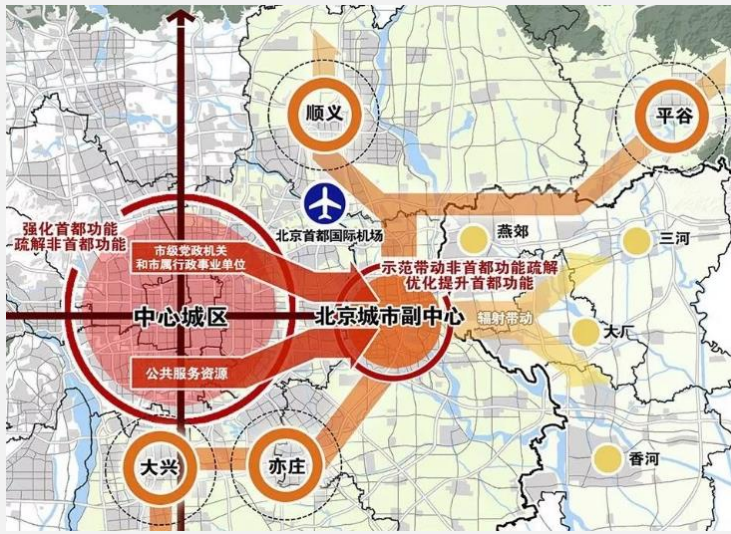 顺义
平谷
强化首都功能
疏解非首都功能
市级党政机关
和市属行政事业单位
北京首都国际机场
燕郊
三河
示范带动非首都功能疏解
优化提升首都功能
中心城区
北京城市副中心
辐射带动
大厂
公共服务资源
大兴
亦庄
香河